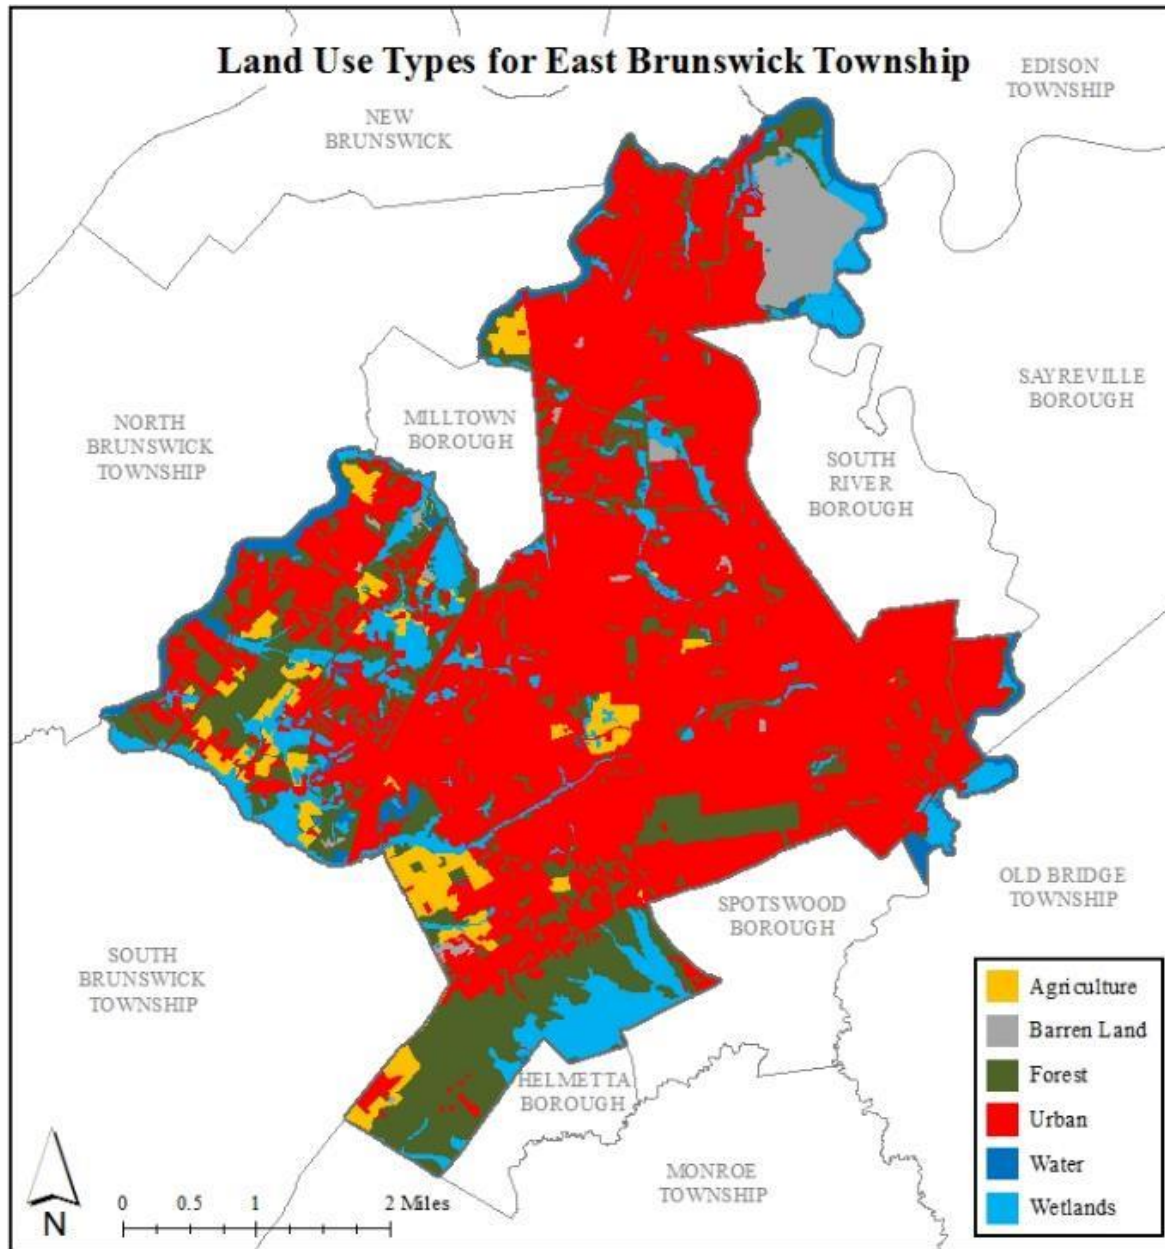 Land Use Types for East Brunswick Township
EDISON
TOWNSHIP
NEW
BRUNSWICK
SAYREVILLE
BOROUGH
NORTH
BRUNSWICK
TOWNSHIP
MILLTOWN
BOROUGH
SOUTH
RIVER
BOROUGH
OLD BRIDGE
TOWNSHIP
SPOTSWOOD
BOROUGH
SOUTH
BRUNSWICK
TOWNSHIP
HELMETTA
BOROUGH
MONROE
TOWNSHIP
Agriculture
Barren Land
Forest
Urban
Water
Wetlands
N
0 0.5 1 2 Miles